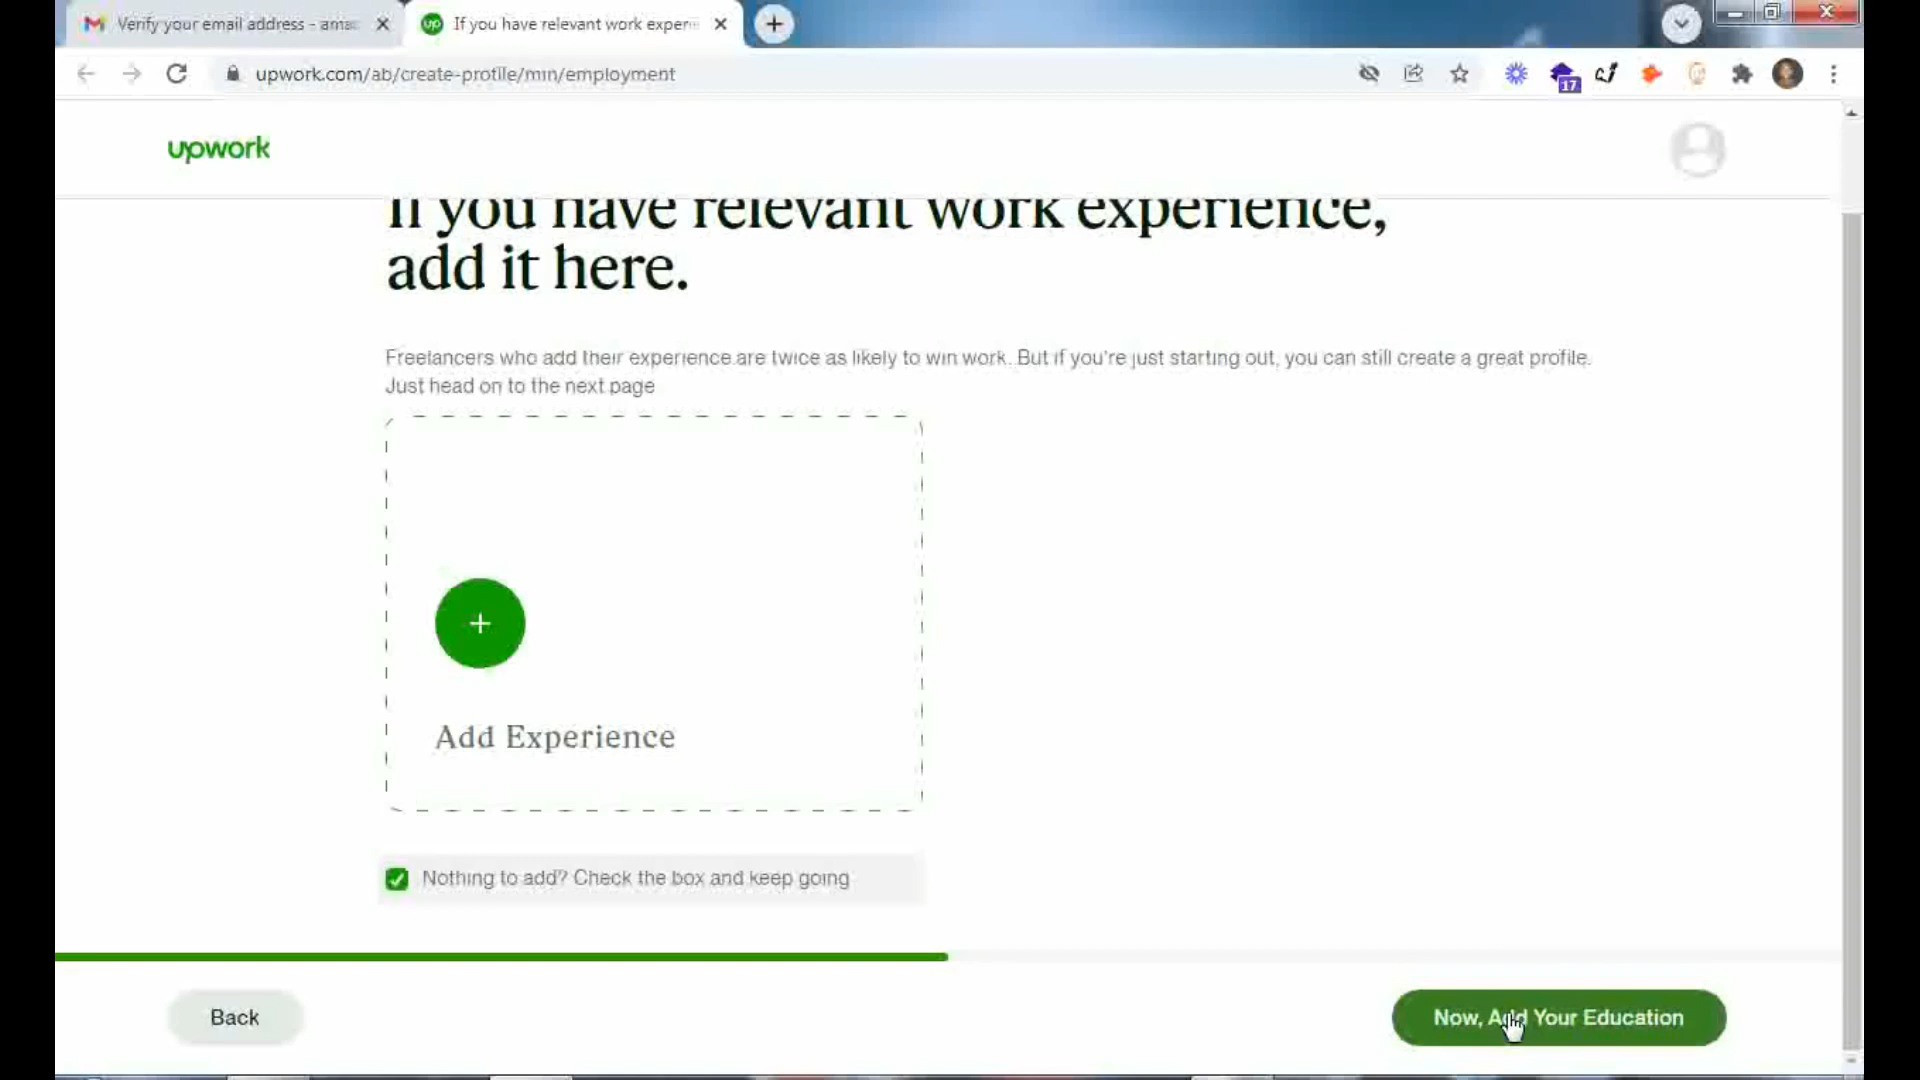 Verify your email address - ama
If you have relevant work experi
upwork.com/ab/create-profile/min/employment
17
upwork
If you have relevant work experience,
add it here.
Freelancers who add their experience are twice as likely to win work. But if you're just starting out, you can still create a great profile.
Just head on to the next page
Add Experience
Nothing to add? Check the box and keep going
Back
Now, Add Your Education